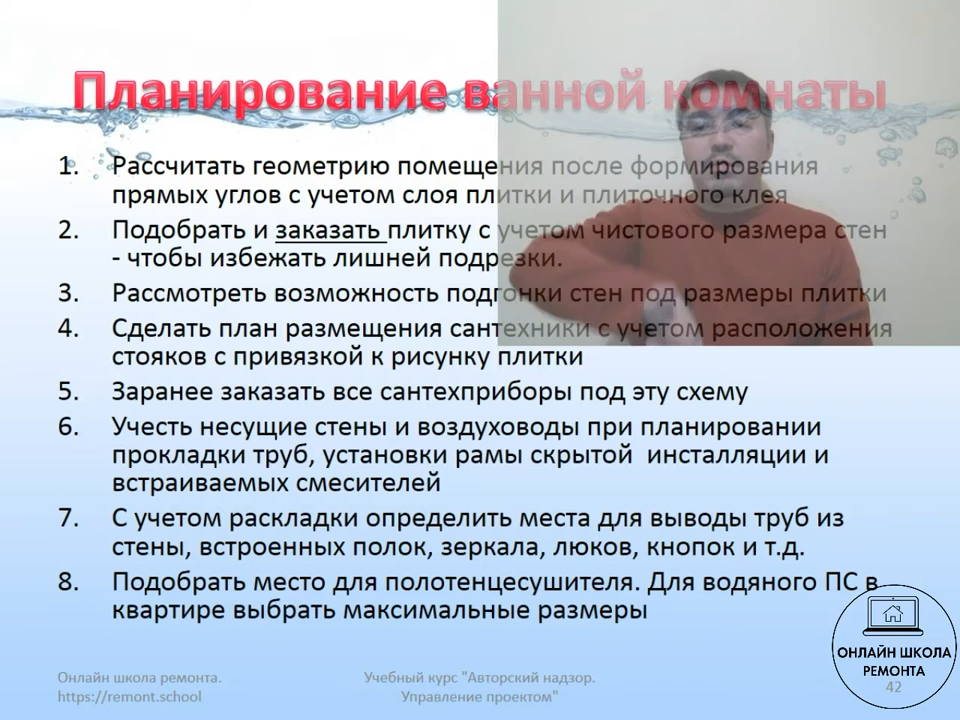 Планирование ванной комнаты
1. Рассчитать геометрию помещения после формирования
прямых углов с учетом слоя плитки и плиточного клея
2. Подобрать и заказать плитку с учетом чистового размера стен
- чтобы избежать лишней подрезки.
3. Рассмотреть возможность подгонки стен под размеры плитки
4. Сделать план размещения сантехники с учетом расположения
стояков с привязкой к рисунку плитки
5. Заранее заказать все сантехприборы под эту схему
6. Учесть несущие стены и воздуховоды при планировании
прокладки труб, установки рамы скрытой инсталляции и
встраиваемых смесителей
7. С учетом раскладки определить места для выводы труб из
стены, встроенных полок, зеркала, люков, кнопок и т.д.
8. Подобрать место для полотенцесушителя. Для водяного ПС в
квартире выбрать максимальные размеры
ОНЛАЙН ШКОЛА
РЕМОНТА
Онлайн школа ремонта.
https://remont.school
Учебный курс "Авторский надзор.
Управление проектом"
42